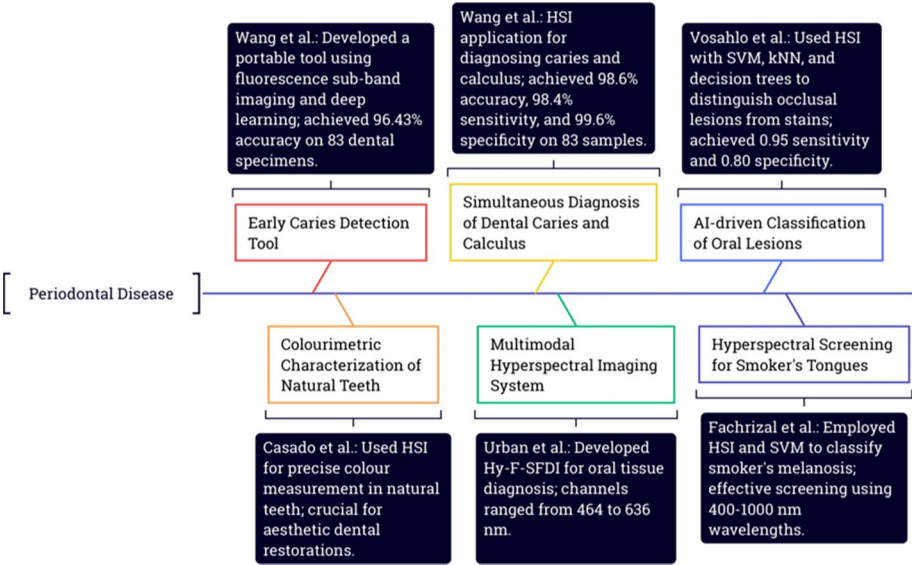 Wang et al.: Developed a
portable tool using
fluorescence sub-band
imaging and deep
learning; achieved 96.43%
accuracy on 83 dental
specimens.
Wang et al.: HSI
application for
diagnosing caries and
calculus; achieved 98.6%
accuracy, 98.4%
sensitivity, and 99.6%
specificity on 83 samples.
Vosahlo et al.: Used HSI
with SVM, kNN, and
decision trees to
distinguish occlusal
lesions from stains;
achieved 0.95 sensitivity
and 0.80 specificity.
Early Caries Detection
Tool
Simultaneous Diagnosis
of Dental Caries and
Calculus
AI-driven Classification
of Oral Lesions
Periodontal Disease
Colourimetric
Characterization of
Natural Teeth
Multimodal
Hyperspectral Imaging
System
Hyperspectral Screening
for Smoker's Tongues
Casado et al.: Used HSI
for precise colour
measurement in natural
teeth; crucial for
aesthetic dental
restorations.
Urban et al.: Developed
Hy-F-SFDI for oral tissue
diagnosis; channels
ranged from 464 to 636
nm.
Fachrizal et al.: Employed
HSI and SVM to classify
smoker's melanosis;
effective screening using
400-1000 nm
wavelengths.